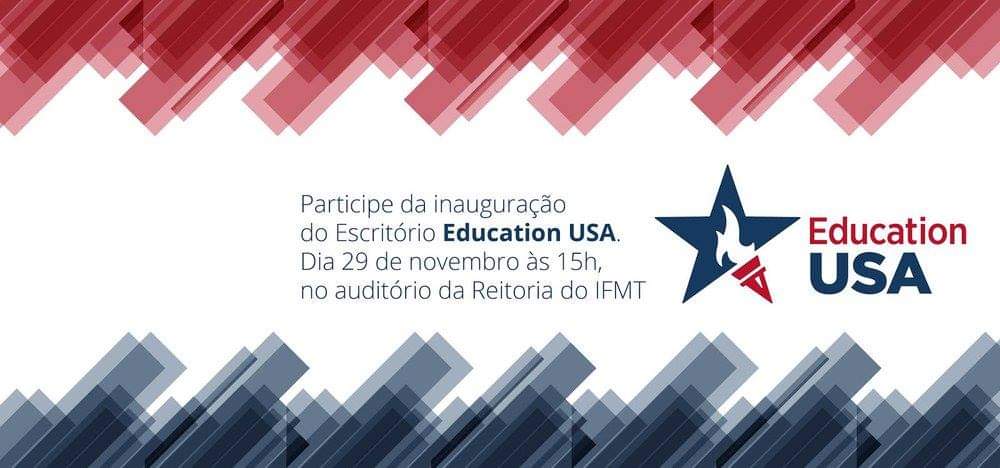 Participe da inauguração
do Escritório Education USA.
Dia 29 de novembro às 15h,
no auditório da Reitoria do IFMT
Education
USA